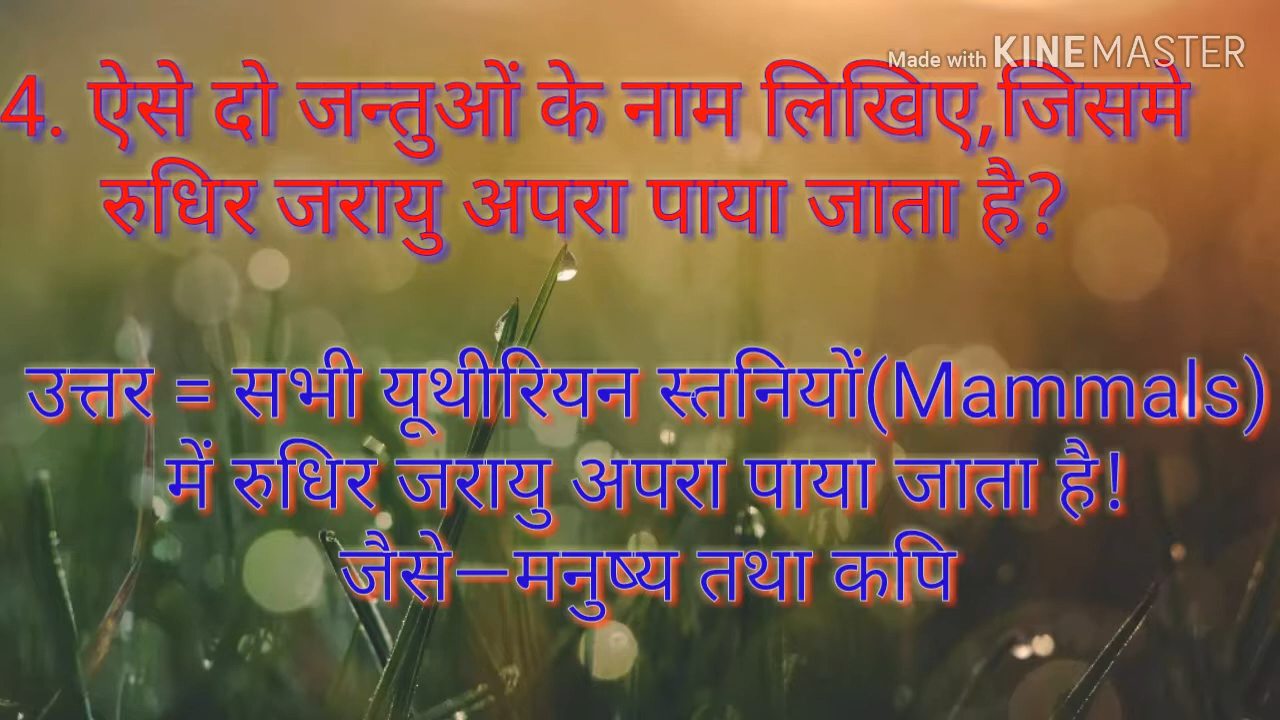 Made with KINEMASTER
4. ऐसे दो जन्तुओं के नाम लिखिए,जिसमे
रुधिर जरायु अपरा पाया जाता है?
उत्तर = सभी यूथीरियन स्तनियों(Mammals)
में रुधिर जरायु अपरा पाया जाता है!
जैसे—मनुष्य तथा कपि